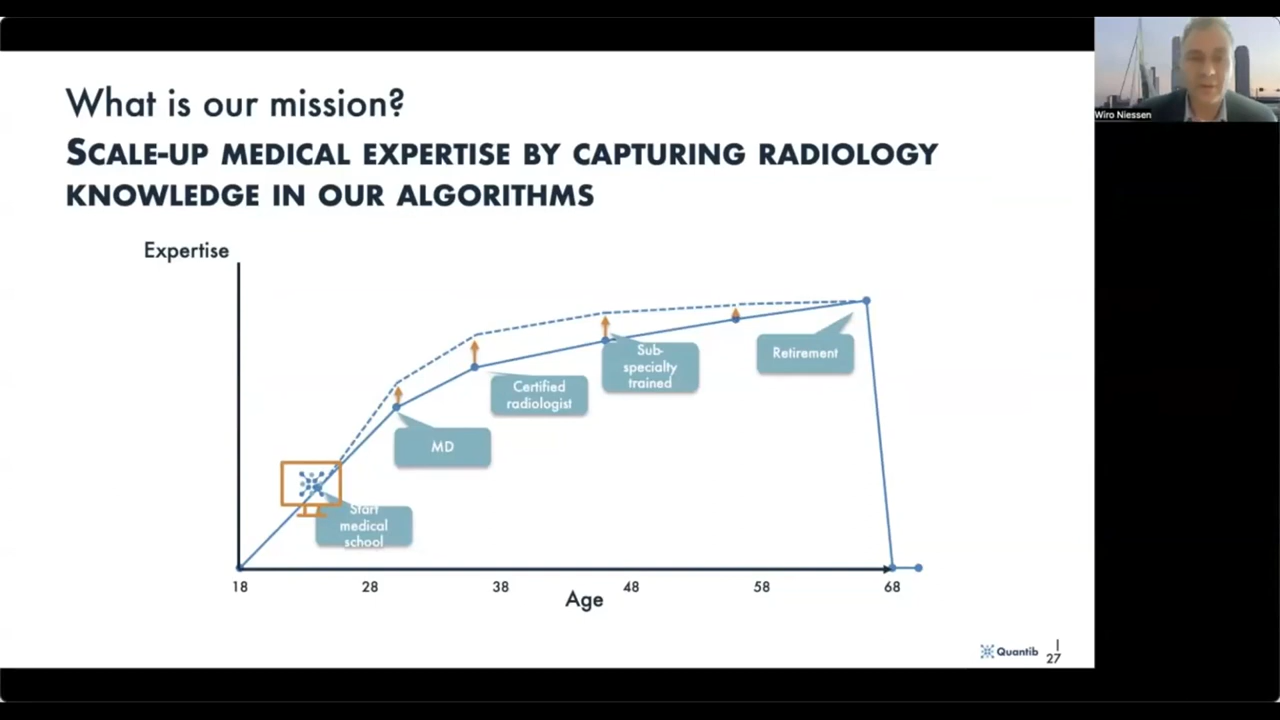 What is our mission?
SCALE-UP MEDICAL EXPERTISE BY CAPTURING RADIOLOGY
KNOWLEDGE IN OUR ALGORITHMS
Wiro Niessen
Expertise
Sub-
specialty
trained
Retirement
Certified
radiologist
MD
Start
medical
school
18
28
38
48
58
68
Age
Quantib
27